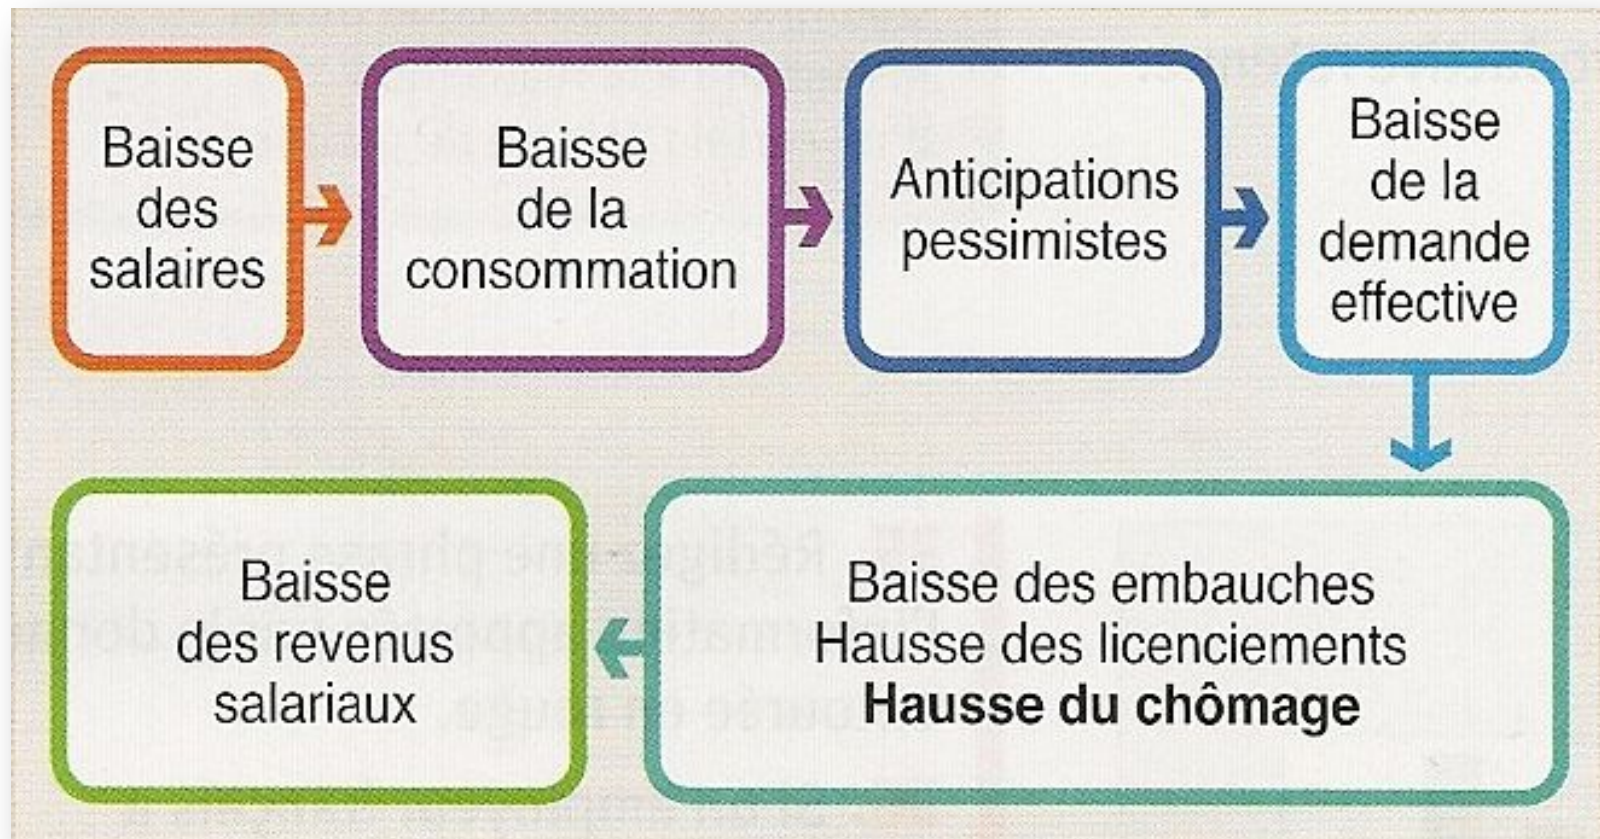 Baisse
des
salaires
Baisse
de la
consommation
Anticipations
pessimistes
Baisse
de la
demande
effective
Baisse des embauches
Hausse des licenciements
Hausse du chômage
Baisse
des revenus
salariaux